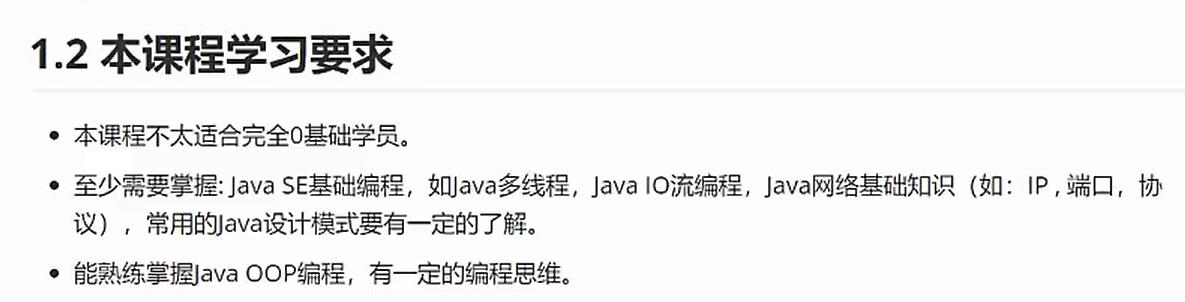 1.2 本课程学习要求
• 本课程不太适合完全0基础学员。
• 至少需要掌握: Java SE基础编程，如Java多线程，Java IO流编程，Java网络基础知识（如：IP , 端口，协
议），常用的Java设计模式要有一定的了解。
• 能熟练掌握Java OOP编程，有一定的编程思维。